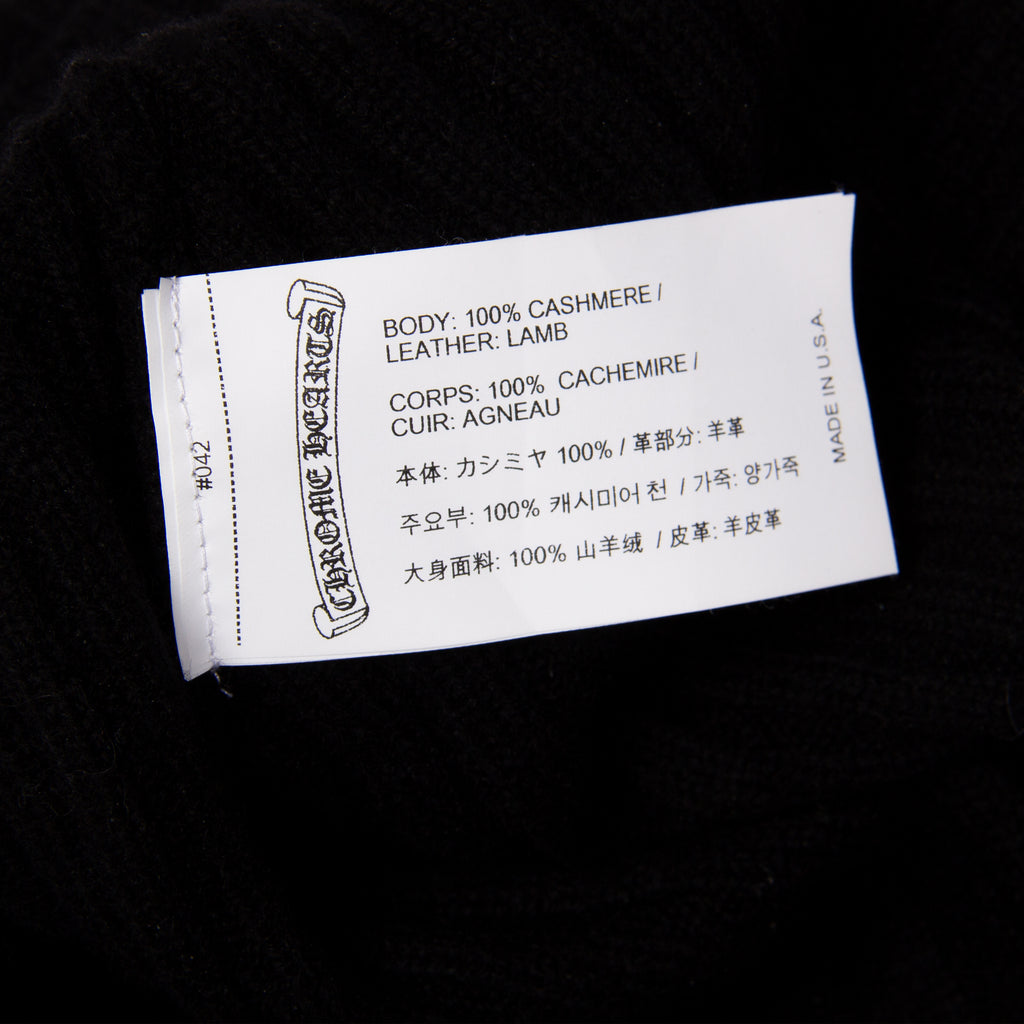 #042
CHROME HEARTS
BODY: 100% CASHMERE /
LEATHER: LAMB
CORPS: 100% CACHEMIRE /
CUIR: AGNEAU
本体: カシミヤ 100% / 革部分: 羊革
주요부: 100% 캐시미어 천 / 가죽: 양가죽
大身面料: 100% 山羊绒 / 皮革: 羊皮革
MADE IN U.S.A.